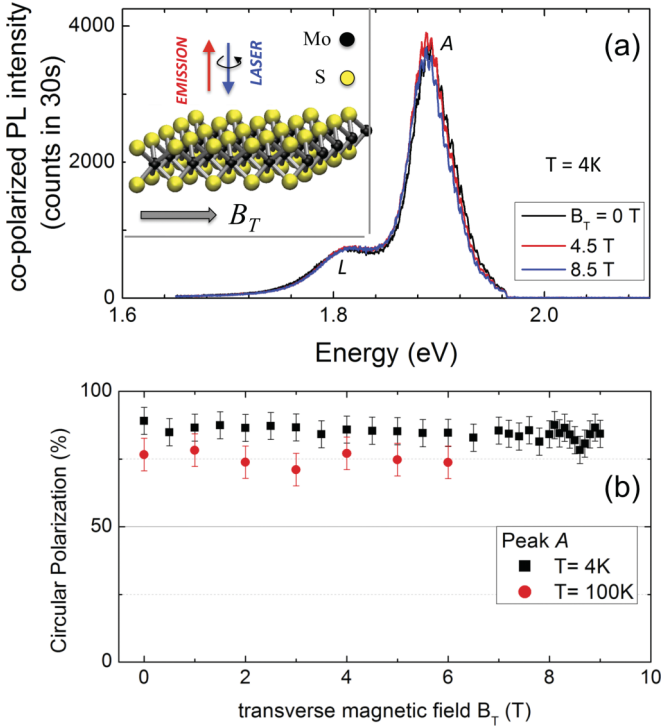 co-polarized PL intensity
(counts in 30s)
4000
2000
0
EMISSION
LASER
Mo
S
B_T
(a)
A
L
T = 4K
B_T = 0 T
4.5 T
8.5 T
1.6 1.8 2.0
Energy (eV)
Circular Polarization (%)
100
50
0
(b)
Peak A
T= 4K
T= 100K
0 2 4 6 8 10
transverse magnetic field B_T (T)